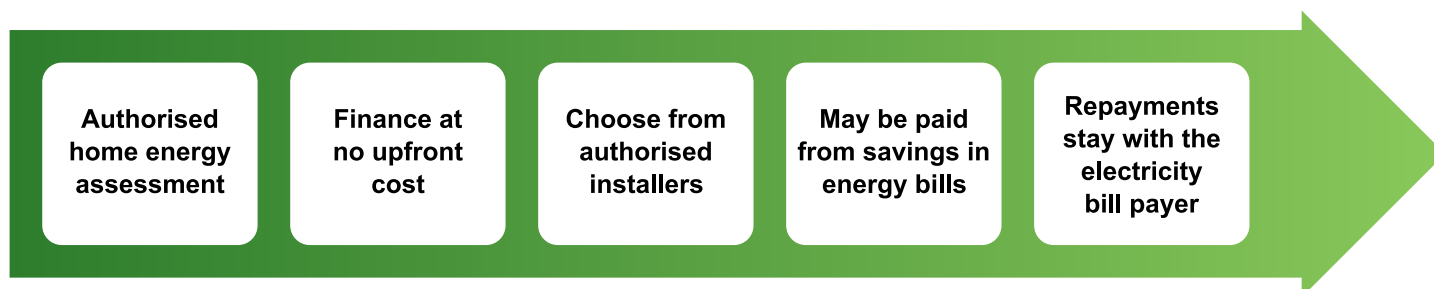 Authorised
home energy
assessment
Finance at
no upfront
cost
Choose from
authorised
installers
May be paid
from savings in
energy bills
Repayments
stay with the
electricity
bill payer